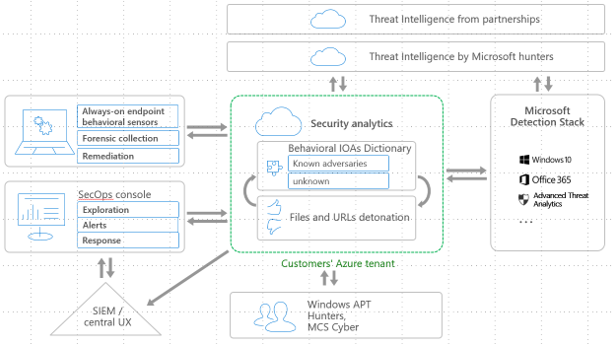 Threat Intelligence from partnerships
Threat Intelligence by Microsoft hunters
Always-on endpoint
behavioral sensors
Forensic collection
Remediation
SecOps console
Exploration
Alerts
Response
SIEM /
central UX
Security analytics
Behavioral IOAs Dictionary
Known adversaries
unknown
Files and URLs detonation
Customers' Azure tenant
Windows APT
Hunters,
MCS Cyber
Microsoft
Detection Stack
Windows 10
Office 365
Advanced Threat
Analytics
...